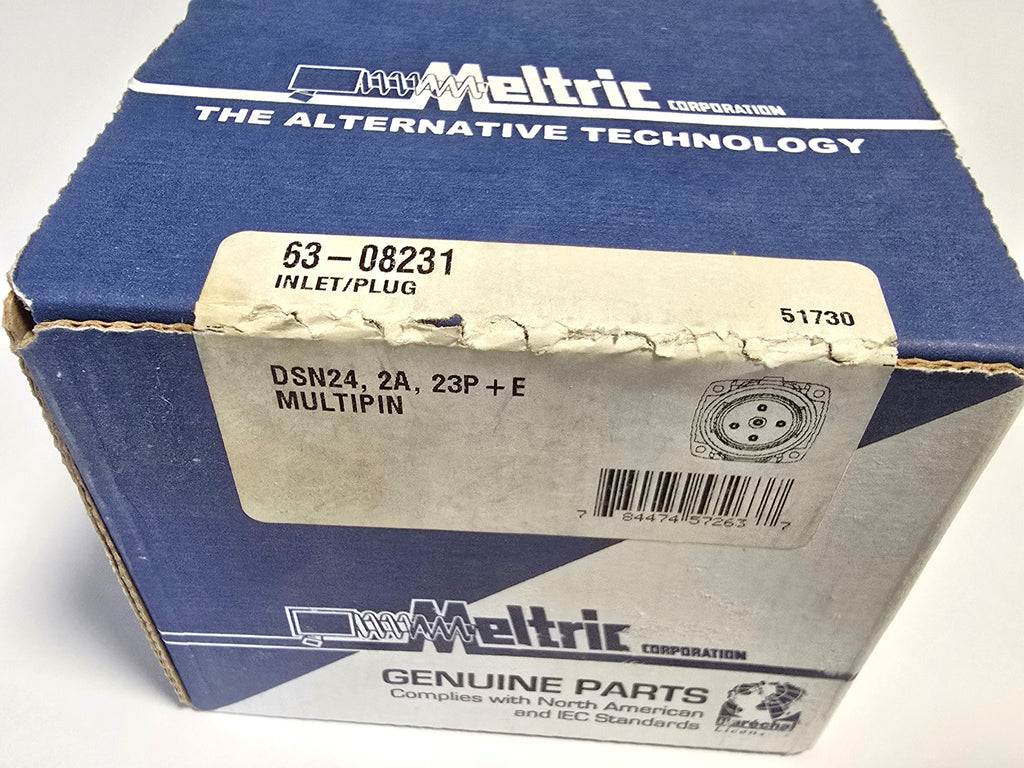 Meltric CORPORATION
THE ALTERNATIVE TECHNOLOGY
63-08231
INLET/PLUG
51730
DSN24, 2A, 23P+E
MULTIPIN
7 84474 57263 7
Meltric CORPORATION
GENUINE PARTS
Complies with North American
and IEC Standards